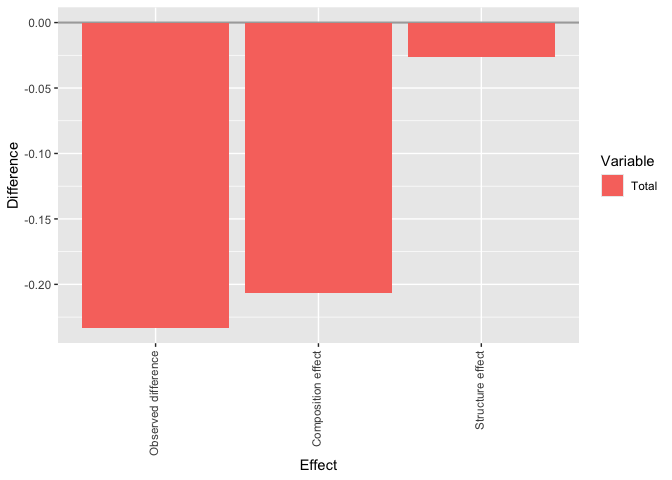 0.00
-0.05
-0.10
-0.15
-0.20
Difference
Observed difference
Composition effect
Structure effect
Effect
Variable
Total